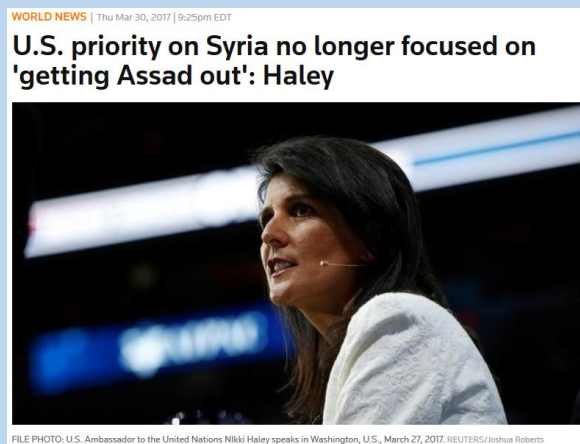 WORLD NEWS | Thu Mar 30, 2017 | 9:25pm EDT
U.S. priority on Syria no longer focused on
'getting Assad out': Haley
FILE PHOTO: U.S. Ambassador to the United Nations NIkki Haley speaks in Washington, U.S., March 27, 2017. REUTERS/Joshua Roberts